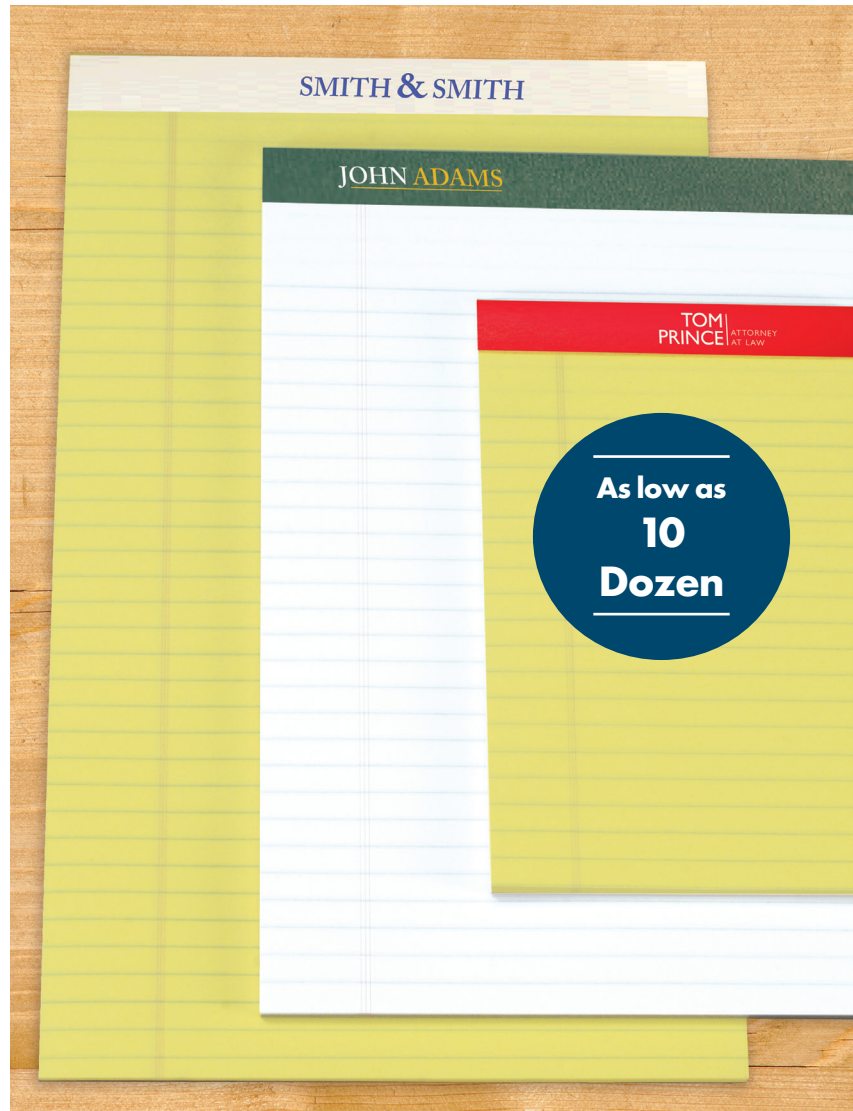 SMITH & SMITH
JOHN ADAMS
TOM
PRINCE
ATTORNEY
AT LAW
As low as
10
Dozen